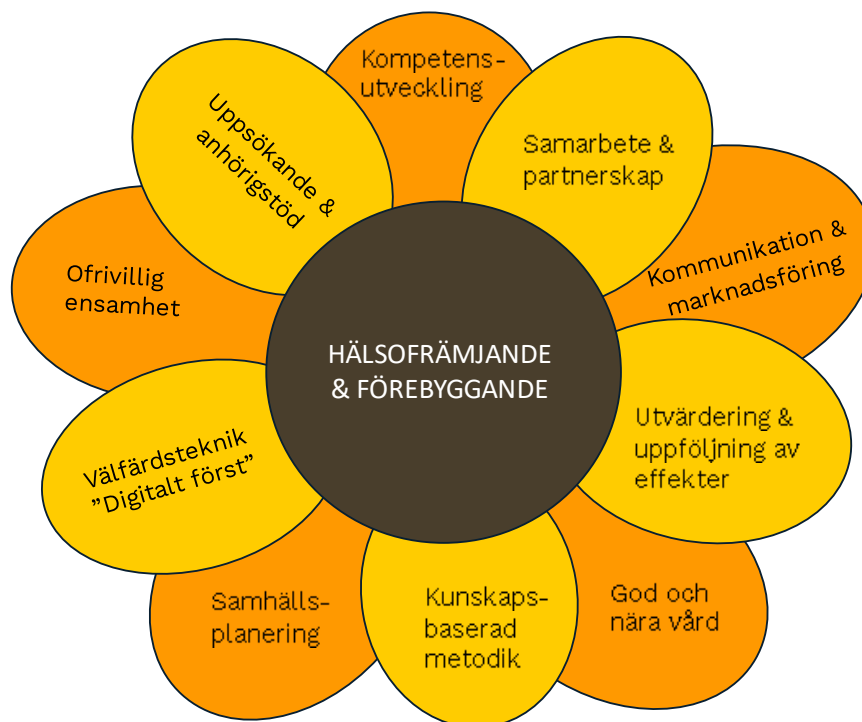 Kompetens-
utveckling
Uppsökande &
anhörigstöd
Samarbete &
partnerskap
Kommunikation &
marknadsföring
Ofrivillig
ensamhet
HÄLSOFRÄMJANDE
& FÖREBYGGANDE
Utvärdering &
uppföljning av
effekter
Välfärdsteknik
”Digitalt först”
Samhälls-
planering
Kunskaps-
baserad
metodik
God och
nära vård